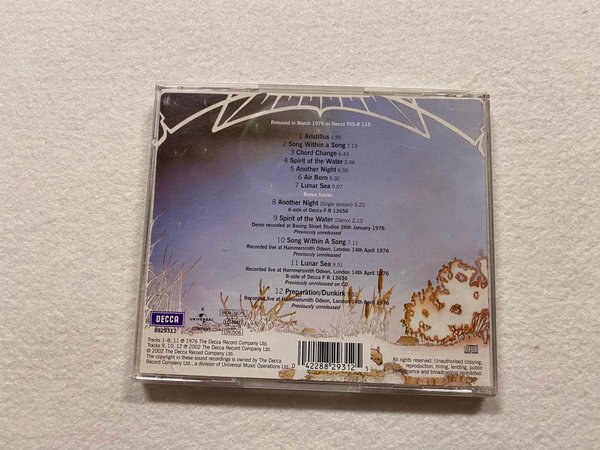 Released in March 1976 as Decca TXS-R 115
1 Aristillus 1.56
2 Song Within a Song 7.13
3 Chord Change 6.43
4 Spirit of the Water 2.06
5 Another Night 6.55
6 Air Born 5.02
7 Lunar Sea 9.07
Bonus tracks:
8 Another Night (Single version) 3.22
A-side of Decca F-R 13656
9 Spirit of the Water (Demo) 2.13
Demo recorded at Basing Street Studios 26th January 1976
Previously unreleased
10 Song Within A Song 7.11
Recorded live at Hammersmith Odeon, London 14th April 1976
Previously unreleased
11 Lunar Sea 9.51
Recorded live at Hammersmith Odeon, London 14th April 1976
B-side of Decca F-R 13656
Previously unreleased on CD
12 Preparation/Dunkirk
Recorded live at Hammersmith Odeon, London 14th April 1976
Previously unreleased
DECCA
8829312
UNIVERSAL
COMPANY
Tracks 1-8, 11 ℗ 1976 The Decca Record Company Ltd.
Tracks 9, 10, 12 ℗ 2002 The Decca Record Company Ltd.
© 2002 The Decca Record Company Ltd.
The copyright in these sound recordings is owned by The Decca
Record Company Ltd., a division of Universal Music Operations Ltd.
0 42288 29312 5
All rights reserved. Unauthorised copying,
reproduction, hiring, lending, public
performance and broadcasting prohibited.